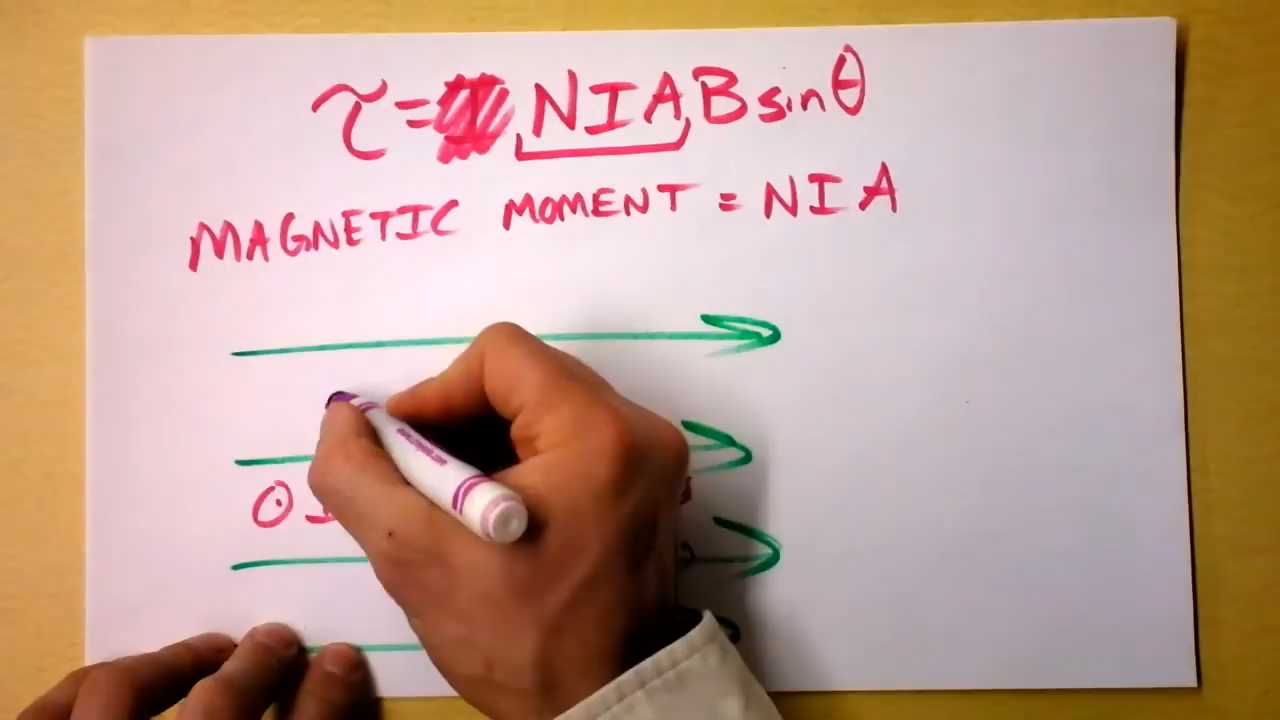 τ = NIABsinθ
MAGNETIC MOMENT = NIA
⊙ I